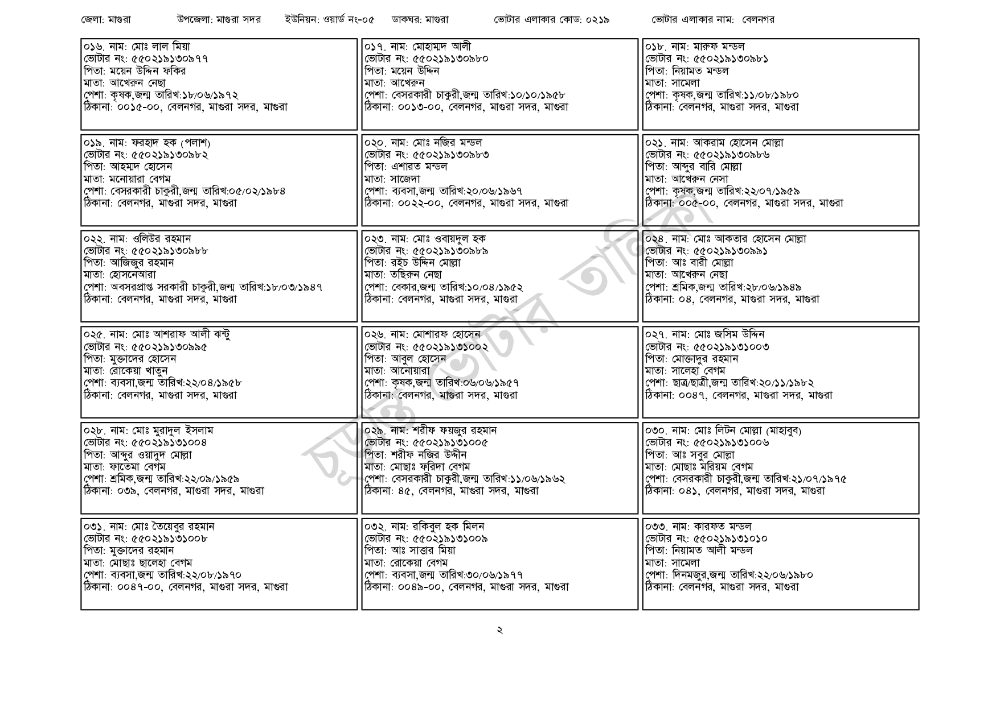 জেলা: মাগুরা উপজেলা: মাগুরা সদর ইউনিয়ন: ওয়ার্ড নং-০৫ ডাকঘর: মাগুরা ভোটার এলাকার কোড: ০২১৯ ভোটার এলাকার নাম: বেলনগর
০১৬. নাম: মোঃ লাল মিয়া
ভোটার নং: ৫৫০২১৯১৩০৯৭৭
পিতা: ময়েন উদ্দিন ফকির
মাতা: আখেরুন নেছা
পেশা: কৃষক,জন্ম তারিখ:১৮/০৬/১৯৭২
ঠিকানা: ০০১৫-০০, বেলনগর, মাগুরা সদর, মাগুরা
০১৭. নাম: মোহাম্মদ আলী
ভোটার নং: ৫৫০২১৯১৩০৯৮০
পিতা: ময়েন উদ্দিন
মাতা: আখেরুন
পেশা: বেসরকারী চাকুরী,জন্ম তারিখ:১০/১০/১৯৫৮
ঠিকানা: ০০১৩-০০, বেলনগর, মাগুরা সদর, মাগুরা
০১৮. নাম: মারুফ মন্ডল
ভোটার নং: ৫৫০২১৯১৩০৯৮১
পিতা: নিয়ামত মন্ডল
মাতা: সামেলা
পেশা: কৃষক,জন্ম তারিখ:১১/০৮/১৯৮০
ঠিকানা: বেলনগর, মাগুরা সদর, মাগুরা
০১৯. নাম: ফরহাদ হক (পলাশ)
ভোটার নং: ৫৫০২১৯১৩০৯৮২
পিতা: আহম্মদ হোসেন
মাতা: মনোয়ারা বেগম
পেশা: বেসরকারী চাকুরী,জন্ম তারিখ:০৫/০২/১৯৮৪
ঠিকানা: বেলনগর, মাগুরা সদর, মাগুরা
০২০. নাম: মোঃ নজির মন্ডল
ভোটার নং: ৫৫০২১৯১৩০৯৮৩
পিতা: এশারত মন্ডল
মাতা: সাজেদা
পেশা: ব্যবসা,জন্ম তারিখ:২০/০৬/১৯৬৭
ঠিকানা: ০০২২-০০, বেলনগর, মাগুরা সদর, মাগুরা
০২১. নাম: আকরাম হোসেন মোল্লা
ভোটার নং: ৫৫০২১৯১৩০৯৮৬
পিতা: আব্দুর বারি মোল্লা
মাতা: আখেরুন নেসা
পেশা: কৃষক,জন্ম তারিখ:২২/০৭/১৯৫৯
ঠিকানা: ০০৫-০০, বেলনগর, মাগুরা সদর, মাগুরা
০২২. নাম: ওলিউর রহমান
ভোটার নং: ৫৫০২১৯১৩০৯৮৮
পিতা: আজিজুর রহমান
মাতা: হোসনেআরা
পেশা: অবসরপ্রাপ্ত সরকারী চাকুরী,জন্ম তারিখ:১৮/০৩/১৯৪৭
ঠিকানা: বেলনগর, মাগুরা সদর, মাগুরা
০২৩. নাম: মোঃ ওবায়দুল হক
ভোটার নং: ৫৫০২১৯১৩০৯৮৯
পিতা: রইচ উদ্দিন মোল্লা
মাতা: তছিরুন নেছা
পেশা: বেকার,জন্ম তারিখ:১০/০৪/১৯৫২
ঠিকানা: বেলনগর, মাগুরা সদর, মাগুরা
০২৪. নাম: মোঃ আকতার হোসেন মোল্লা
ভোটার নং: ৫৫০২১৯১৩০৯৯১
পিতা: আঃ বারী মোল্লা
মাতা: আখেরুন নেছা
পেশা: শ্রমিক,জন্ম তারিখ:২৮/০৬/১৯৪৯
ঠিকানা: ০৪, বেলনগর, মাগুরা সদর, মাগুরা
০২৫. নাম: মোঃ আশরাফ আলী ঝন্টু
ভোটার নং: ৫৫০২১৯১৩০৯৯৫
পিতা: মুক্তাদের হোসেন
মাতা: রোকেয়া খাতুন
পেশা: ব্যবসা,জন্ম তারিখ:২২/০৪/১৯৫৮
ঠিকানা: বেলনগর, মাগুরা সদর, মাগুরা
০২৬. নাম: মোশারফ হোসেন
ভোটার নং: ৫৫০২১৯১৩১০০২
পিতা: আবুল হোসেন
মাতা: আনোয়ারা
পেশা: কৃষক,জন্ম তারিখ:০৬/০৬/১৯৫৭
ঠিকানা: বেলনগর, মাগুরা সদর, মাগুরা
০২৭. নাম: মোঃ জসিম উদ্দিন
ভোটার নং: ৫৫০২১৯১৩১০০৩
পিতা: মোক্তাদুর রহমান
মাতা: সালেহা বেগম
পেশা: ছাত্র/ছাত্রী,জন্ম তারিখ:২০/১১/১৯৮২
ঠিকানা: ০০৪৭, বেলনগর, মাগুরা সদর, মাগুরা
০২৮. নাম: মোঃ মুরাদুল ইসলাম
ভোটার নং: ৫৫০২১৯১৩১০০৪
পিতা: আব্দুর ওয়াদুদ মোল্লা
মাতা: ফাতেমা বেগম
পেশা: শ্রমিক,জন্ম তারিখ:২২/০৯/১৯৫৯
ঠিকানা: ০৩৯, বেলনগর, মাগুরা সদর, মাগুরা
০২৯. নাম: শরীফ ফয়জুর রহমান
ভোটার নং: ৫৫০২১৯১৩১০০৫
পিতা: শরীফ নজির উদ্দীন
মাতা: মোছাঃ ফরিদা বেগম
পেশা: বেসরকারী চাকুরী,জন্ম তারিখ:১১/০৬/১৯৬২
ঠিকানা: ৪৫, বেলনগর, মাগুরা সদর, মাগুরা
০৩০. নাম: মোঃ লিটন মোল্লা (মাহাবুব)
ভোটার নং: ৫৫০২১৯১৩১০০৬
পিতা: আঃ সবুর মোল্লা
মাতা: মোছাঃ মরিয়ম বেগম
পেশা: বেসরকারী চাকুরী,জন্ম তারিখ:২১/০৭/১৯৭৫
ঠিকানা: ০৪১, বেলনগর, মাগুরা সদর, মাগুরা
০৩১. নাম: মোঃ তৈয়েবুর রহমান
ভোটার নং: ৫৫০২১৯১৩১০০৮
পিতা: মুক্তাদের রহমান
মাতা: মোছাঃ ছালেহা বেগম
পেশা: ব্যবসা,জন্ম তারিখ:২২/০৮/১৯৭০
ঠিকানা: ০০৪৭-০০, বেলনগর, মাগুরা সদর, মাগুরা
০৩২. নাম: রকিবুল হক মিলন
ভোটার নং: ৫৫০২১৯১৩১০০৯
পিতা: আঃ সাত্তার মিয়া
মাতা: রোকেয়া বেগম
পেশা: ব্যবসা,জন্ম তারিখ:৩০/০৬/১৯৭৭
ঠিকানা: ০০৪৯-০০, বেলনগর, মাগুরা সদর, মাগুরা
০৩৩. নাম: কারফত মন্ডল
ভোটার নং: ৫৫০২১৯১৩১০১০
পিতা: নিয়ামত আলী মন্ডল
মাতা: সামেলা
পেশা: দিনমজুর,জন্ম তারিখ:২২/০৬/১৯৮০
ঠিকানা: বেলনগর, মাগুরা সদর, মাগুরা
চূড়ান্ত ভোটার তালিকা
২